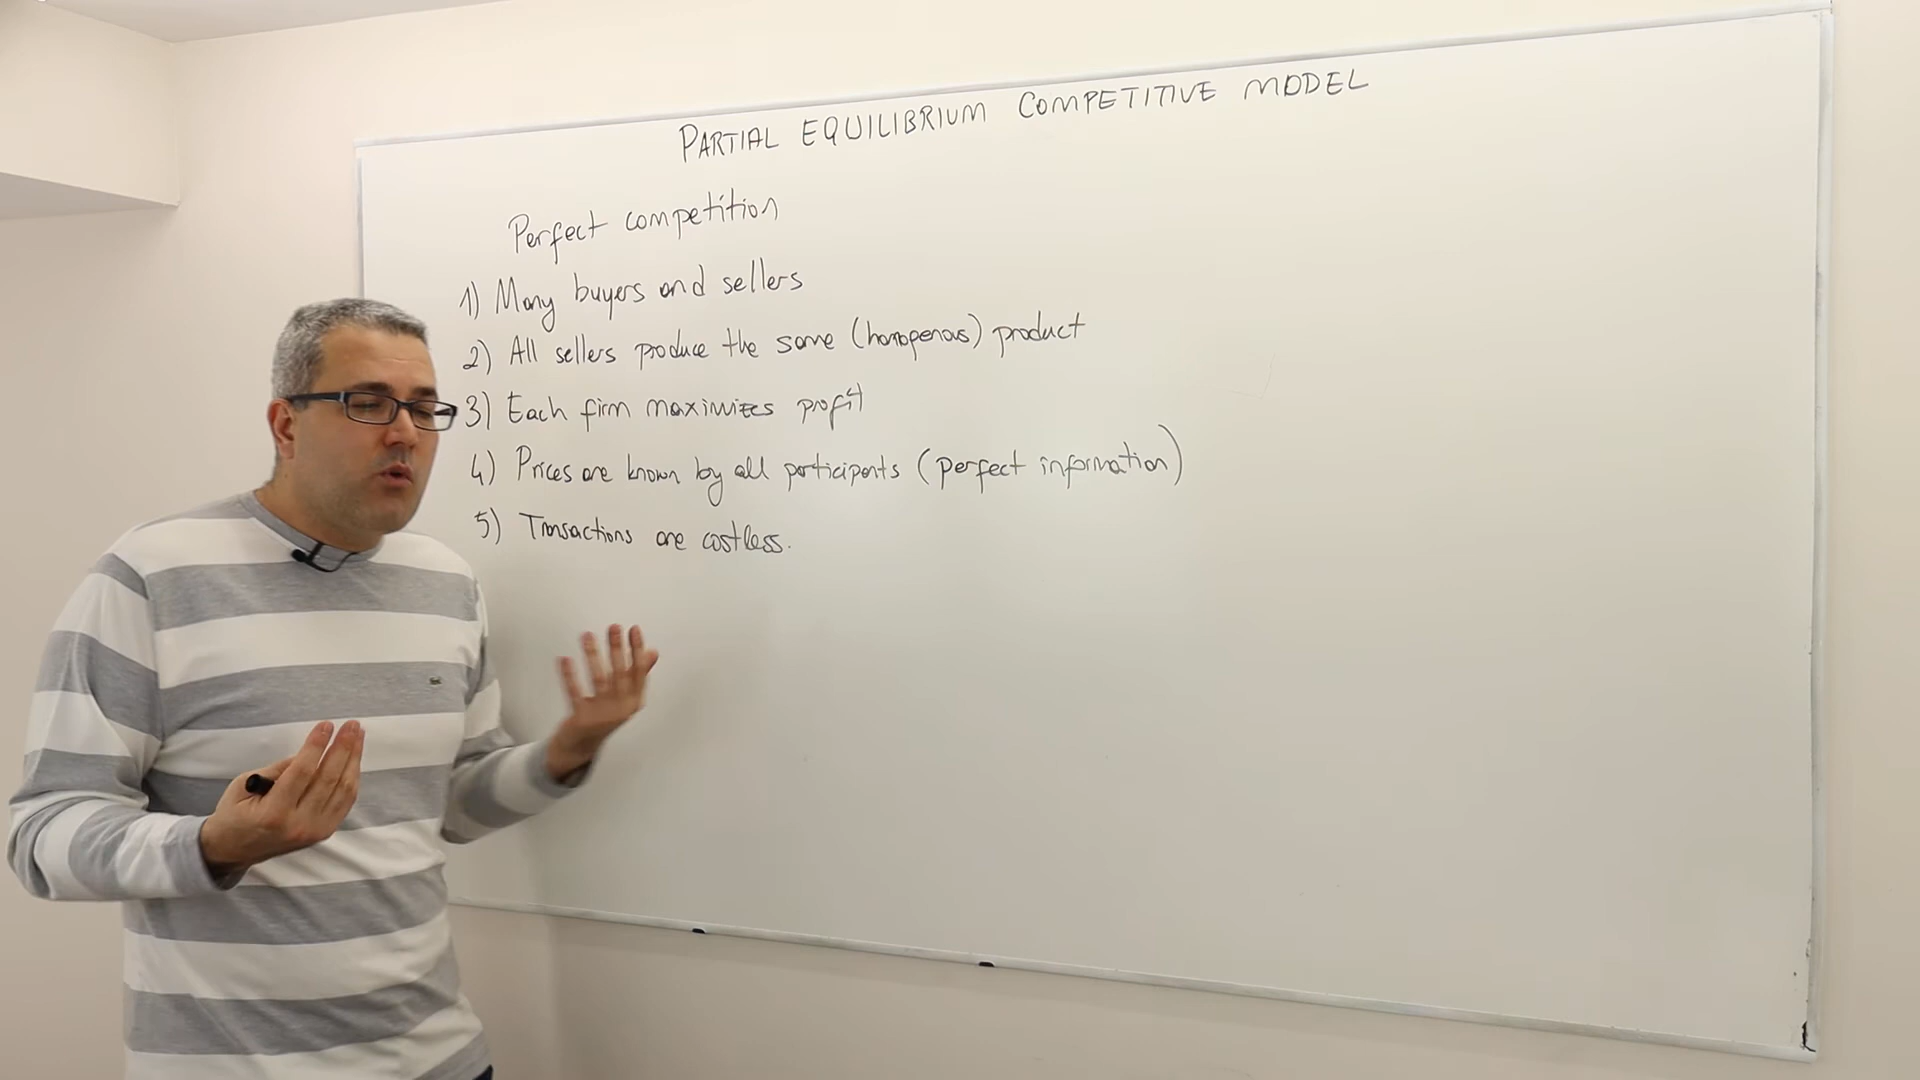 PARTIAL EQUILIBRIUM COMPETITIVE MODEL
Perfect competition
1) Many buyers and sellers
2) All sellers produce the same (homogenous) product
3) Each firm maximizes profit
4) Prices are known by all participants (perfect information)
5) Transactions are costless.